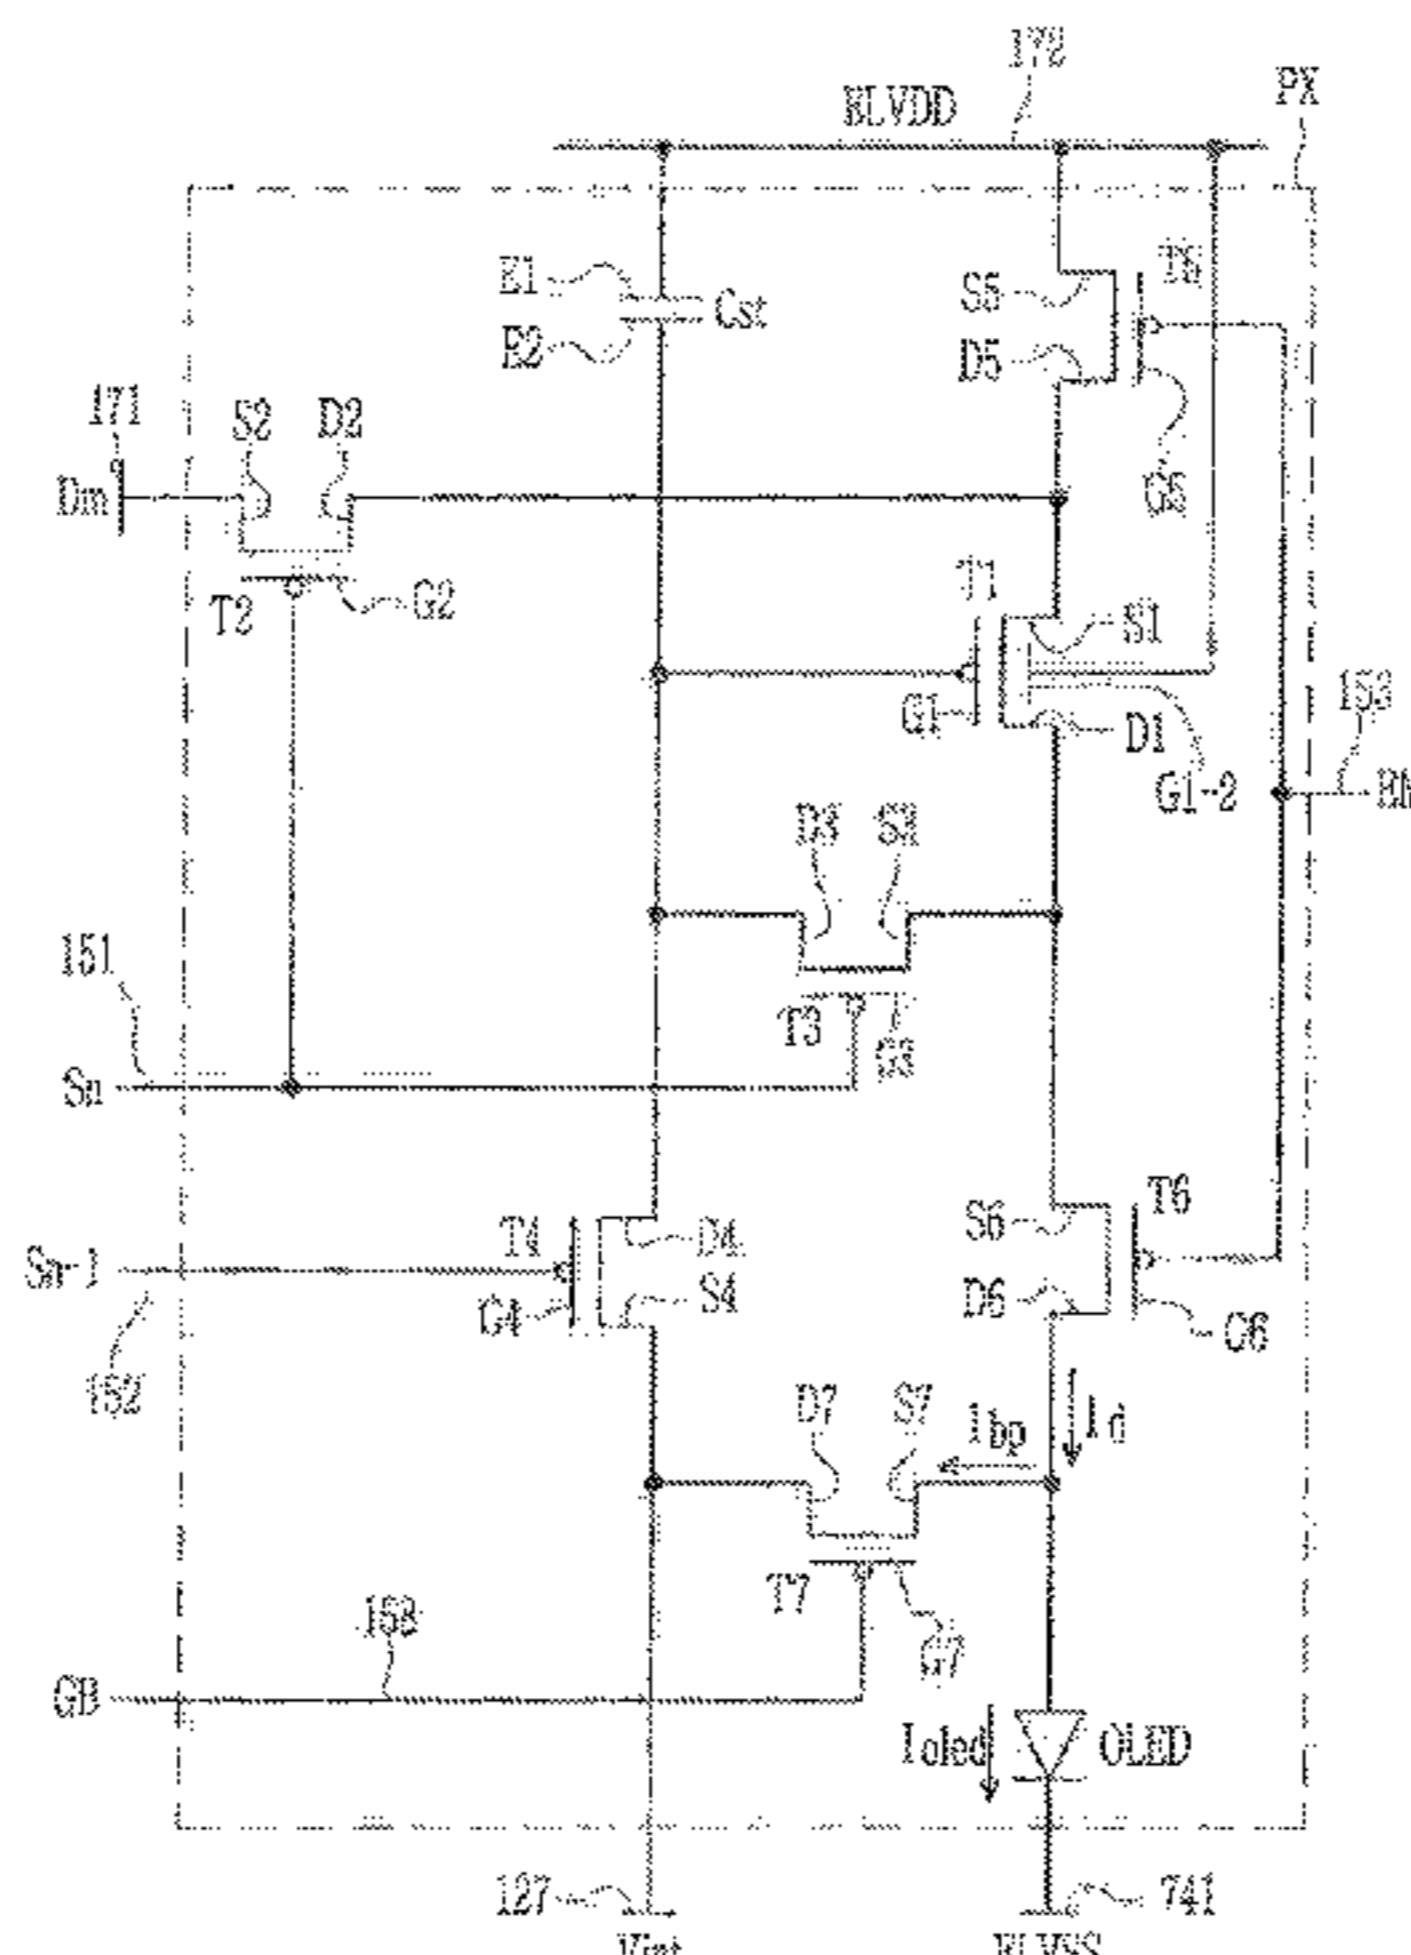 172
PX
ELVDD
E1
Cst
E2
S5
T5
D5
G5
171
S2
D2
Dm
T2
G2
T1
S1
G1
D1
G1-2
153
D3
S3
151
T3
G3
Sn
T4
D4
S6
T6
Sn-1
G4
S4
D6
G6
152
D7
S7
Ibp
Id
T7
G7
158
GB
Ioled
OLED
127
741
Vint
ELVSS